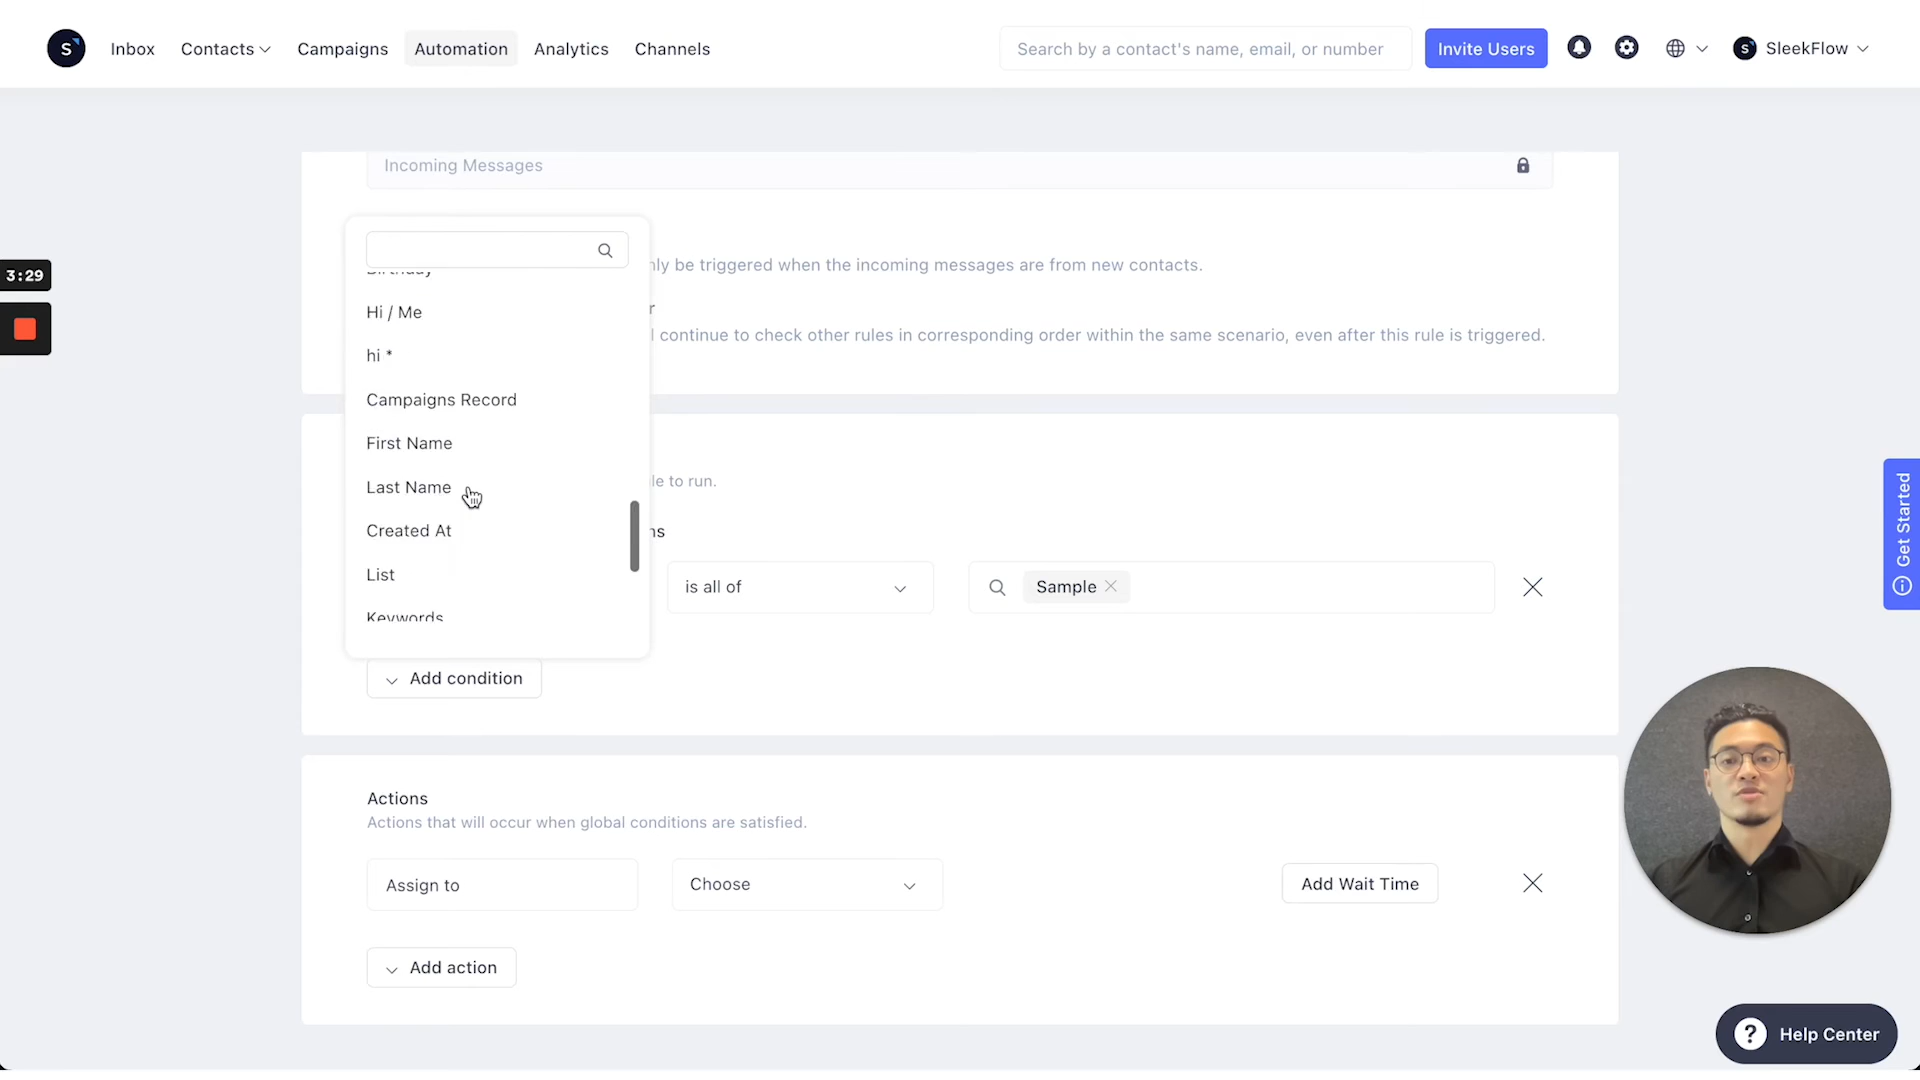 S Inbox Contacts Campaigns Automation Analytics Channels Search by a contact's name, email, or number Invite Users S SleekFlow
Incoming Messages
3:29
Birthday
nly be triggered when the incoming messages are from new contacts.
Hi / Me
r
l continue to check other rules in corresponding order within the same scenario, even after this rule is triggered.
hi *
Campaigns Record
First Name
Last Name
le to run.
Created At
ns
List
is all of
Sample
Keywords
Get Started
Add condition
Actions
Actions that will occur when global conditions are satisfied.
Assign to
Choose
Add Wait Time
Add action
? Help Center